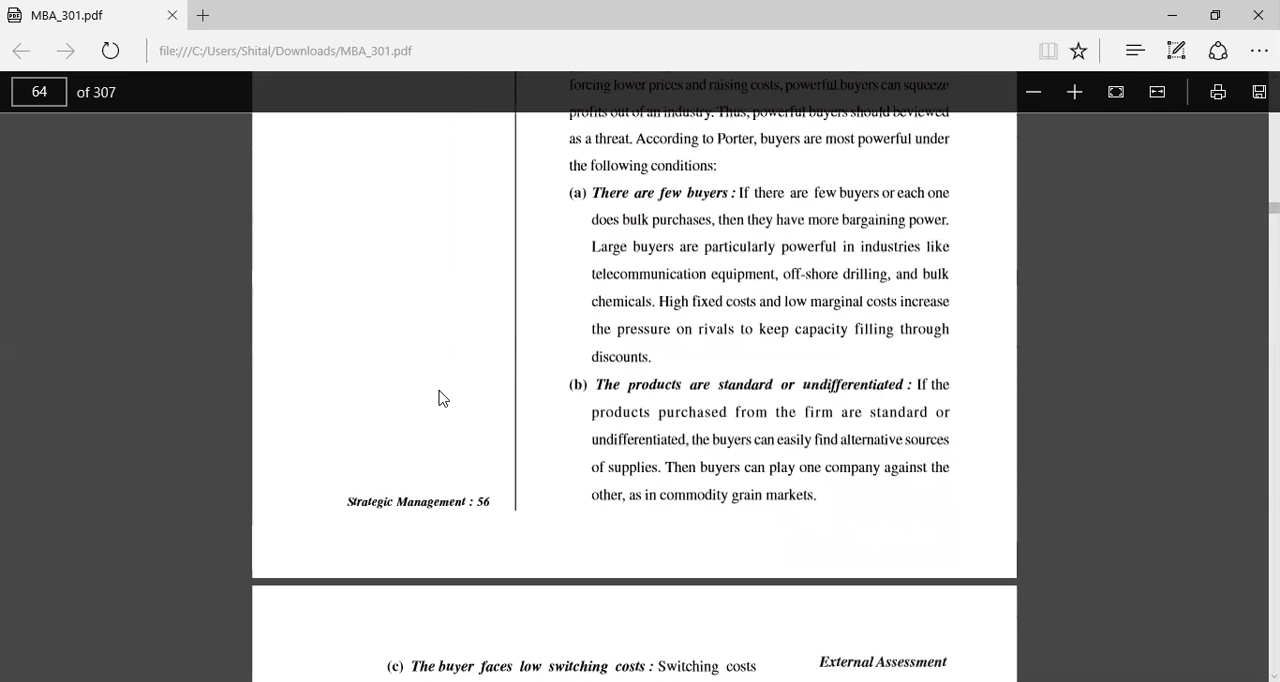 MBA_301.pdf
file:///C:/Users/Shital/Downloads/MBA_301.pdf
64 of 307
forcing lower prices and raising costs, powerful buyers can squeeze
profits out of an industry. Thus, powerful buyers should beviewed
as a threat. According to Porter, buyers are most powerful under
the following conditions:
(a) There are few buyers : If there are few buyers or each one
does bulk purchases, then they have more bargaining power.
Large buyers are particularly powerful in industries like
telecommunication equipment, off-shore drilling, and bulk
chemicals. High fixed costs and low marginal costs increase
the pressure on rivals to keep capacity filling through
discounts.
(b) The products are standard or undifferentiated : If the
products purchased from the firm are standard or
undifferentiated, the buyers can easily find alternative sources
of supplies. Then buyers can play one company against the
other, as in commodity grain markets.
Strategic Management : 56
(c) The buyer faces low switching costs : Switching costs
External Assessment